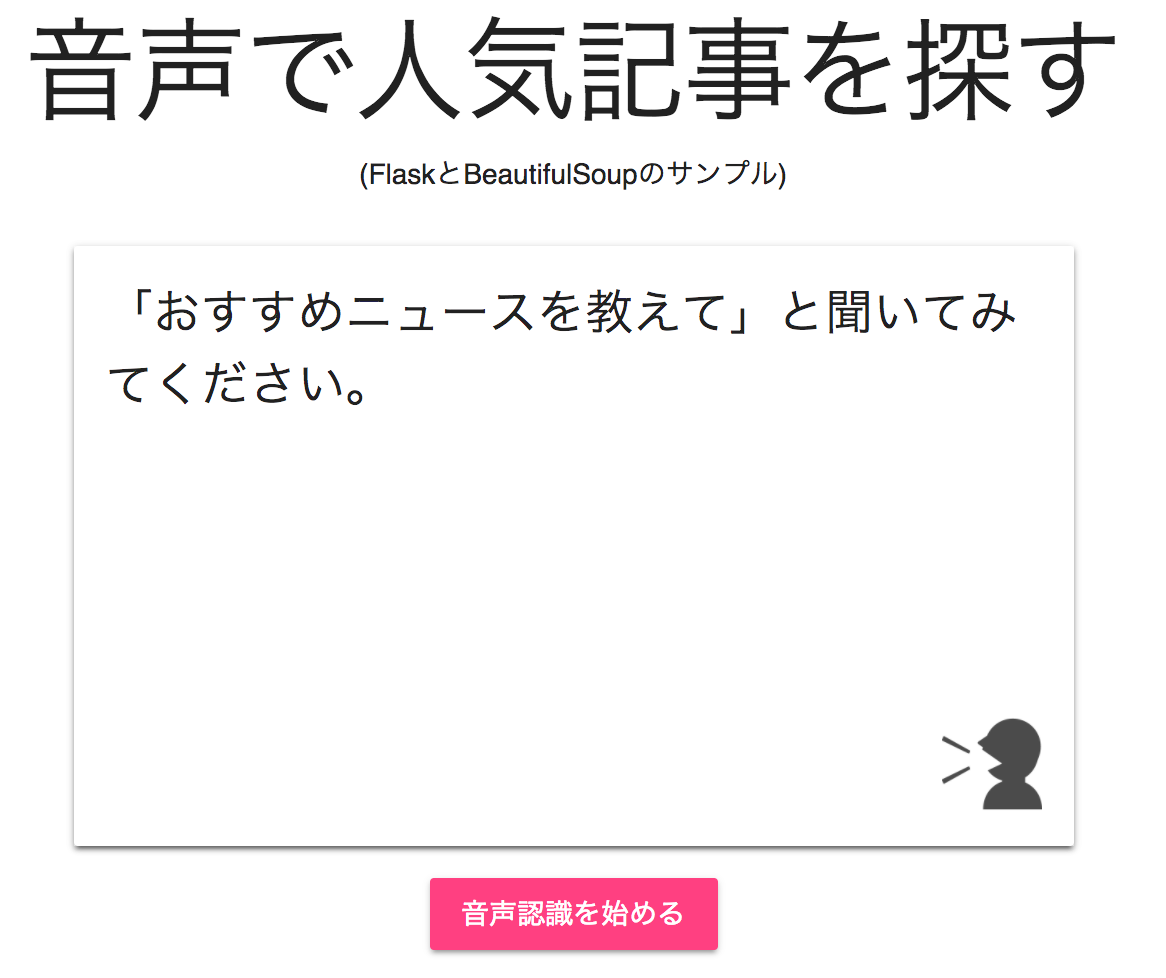 音声で人気記事を探す
(FlaskとBeautifulSoupのサンプル)
「おすすめニュースを教えて」と聞いてみ
てください。
音声認識を始める